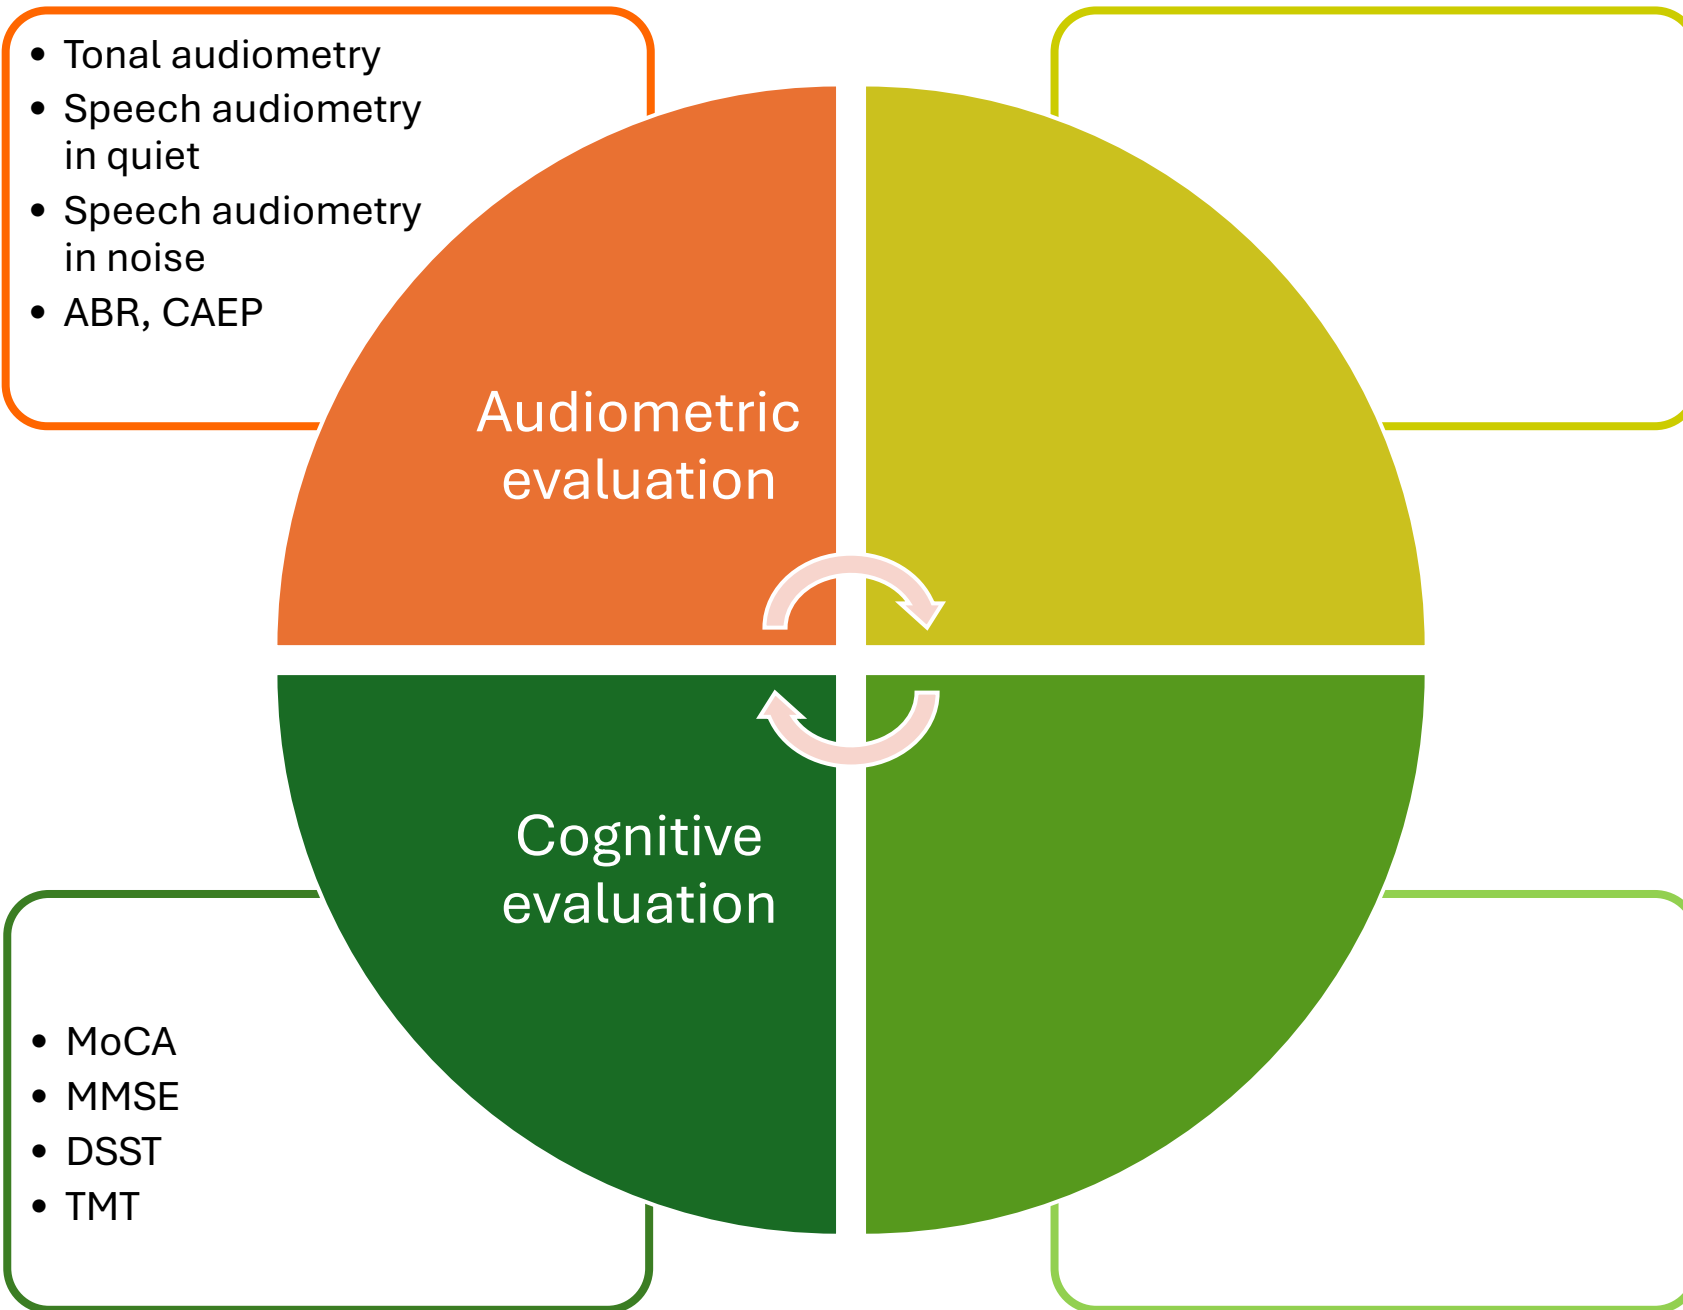 • Tonal audiometry
• Speech audiometry
in quiet
• Speech audiometry
in noise
• ABR, CAEP
Audiometric
evaluation
Cognitive
evaluation
• MoCA
• MMSE
• DSST
• TMT